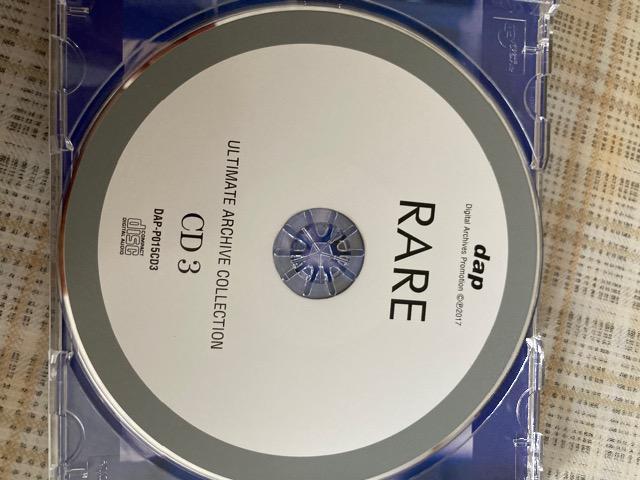 dap
Digital Archives Promotion ©℗2017
RARE
ULTIMATE ARCHIVE COLLECTION
CD 3
DAP-P015CD3
COMPACT
disc
DIGITAL AUDIO